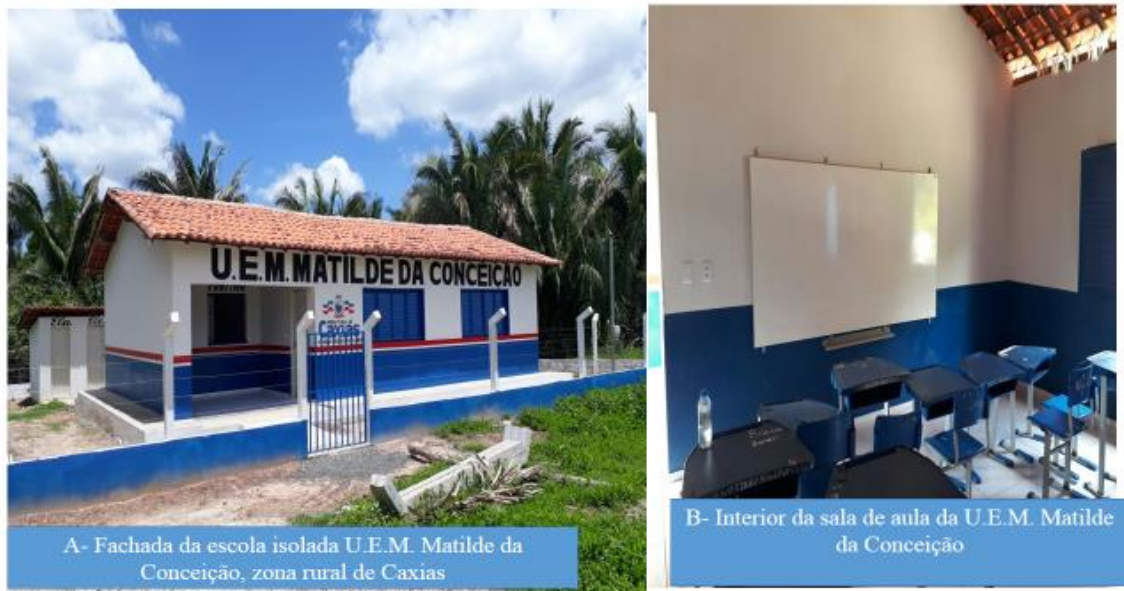 U.E.M. MATILDE DA CONCEIÇÃO
Caxias
Ela
A- Fachada da escola isolada U.E.M. Matilde da
Conceição, zona rural de Caxias
B- Interior da sala de aula da U.E.M. Matilde
da Conceição